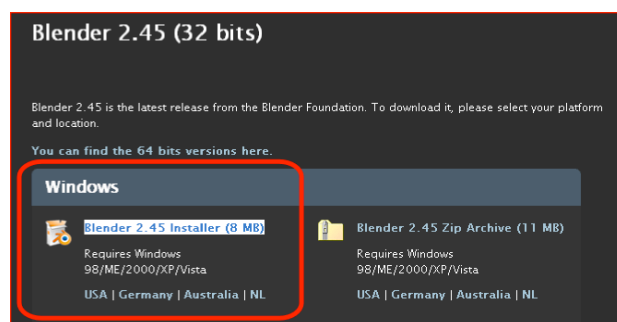 Blender 2.45 (32 bits)
Blender 2.45 is the latest release from the Blender Foundation. To download it, please select your platform
and location.
You can find the 64 bits versions here.
Windows
Blender 2.45 Installer (8 MB)
Requires Windows
98/ME/2000/XP/Vista
USA | Germany | Australia | NL
Blender 2.45 Zip Archive (11 MB)
Requires Windows
98/ME/2000/XP/Vista
USA | Germany | Australia | NL